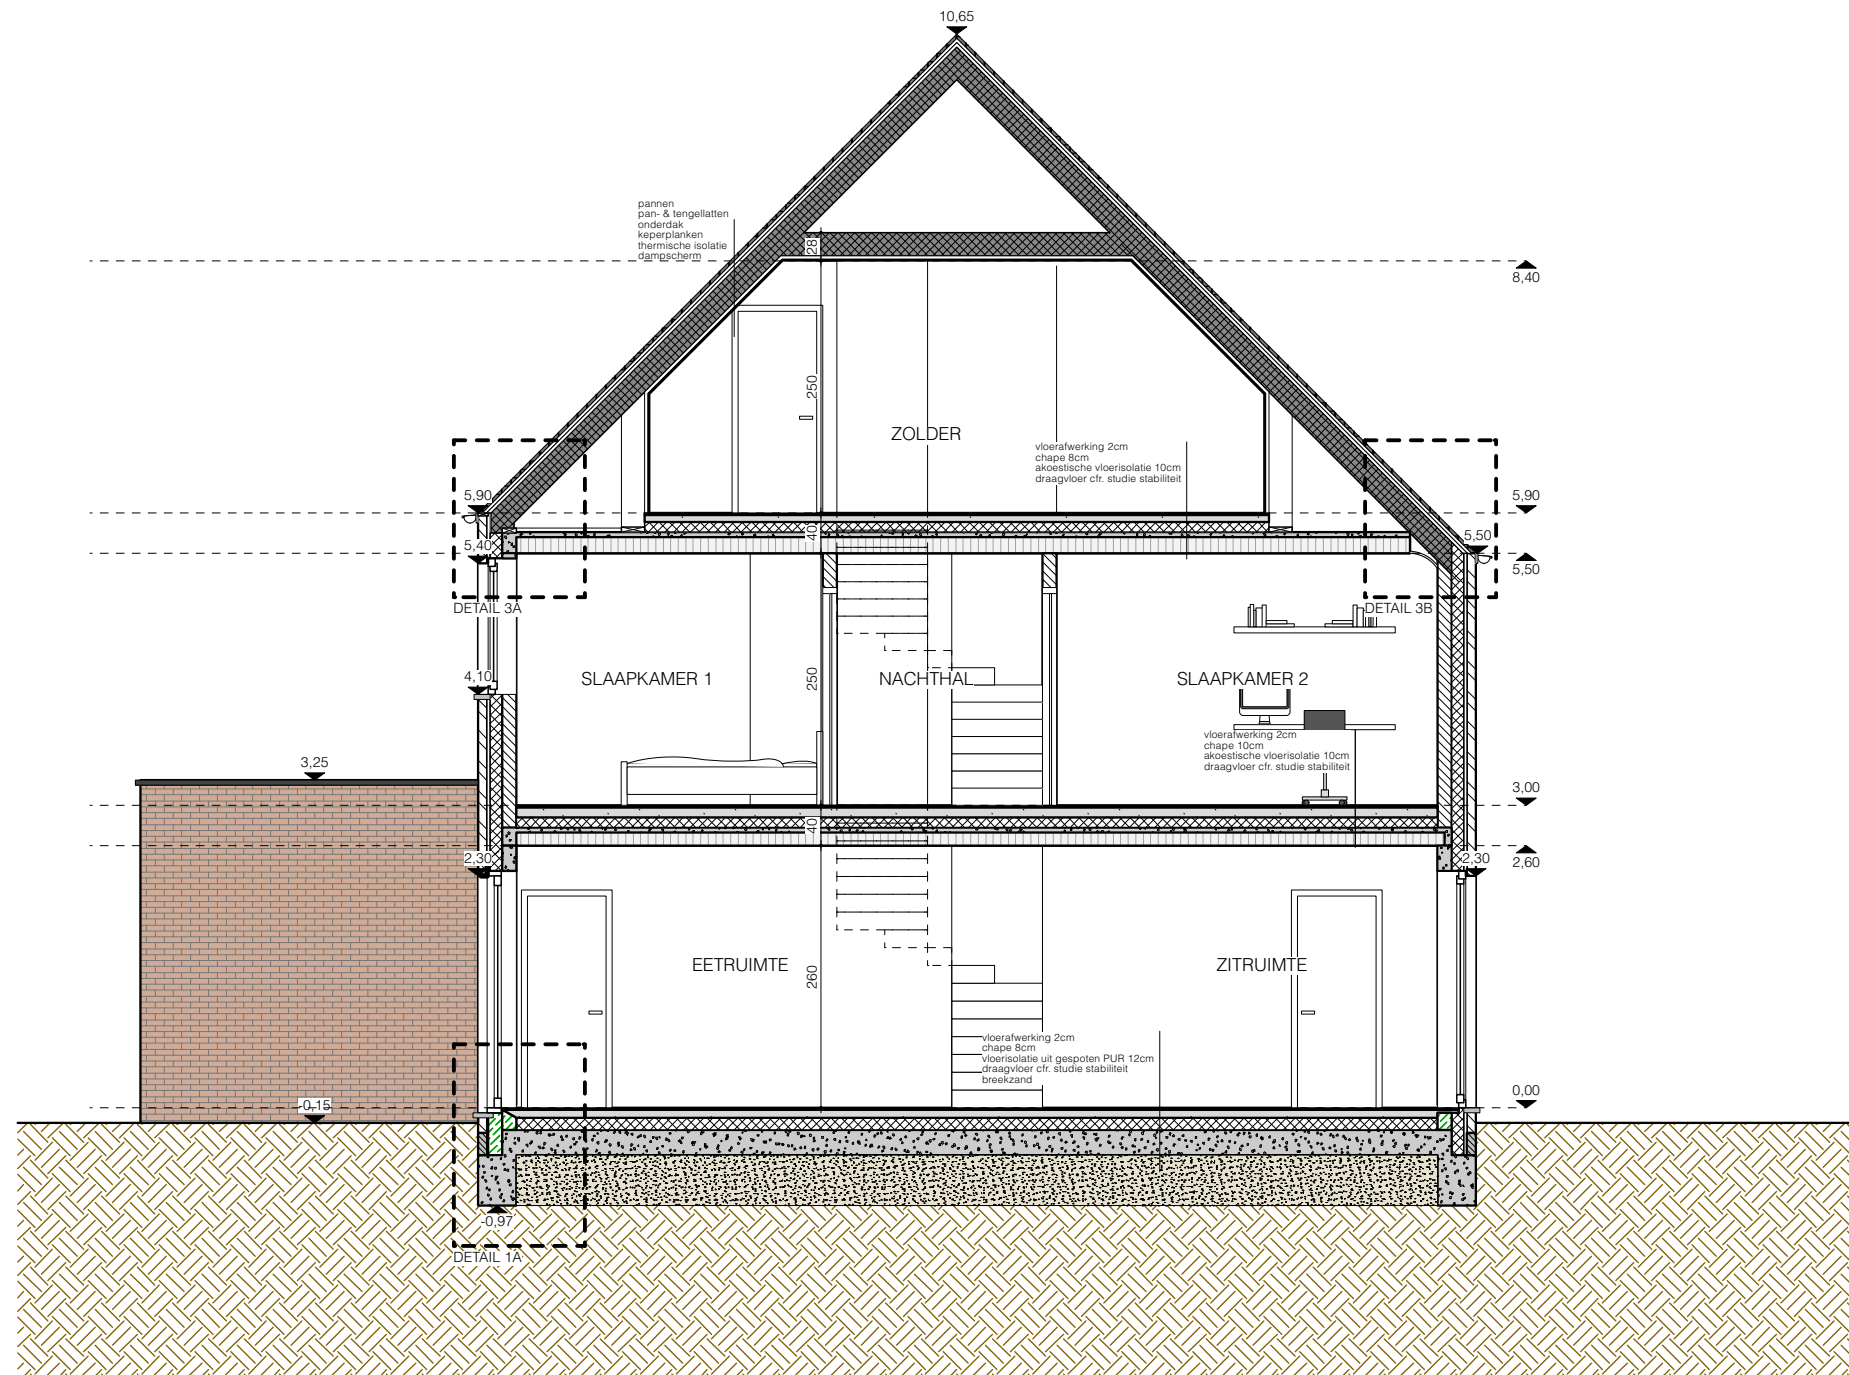 10,65
pannen
pan- & tengellatten
onderdak
keperplanken
thermische isolatie
dampscherm
28
8,40
250
ZOLDER
vloerafwerking 2cm
chape 8cm
akoestische vloerisolatie 10cm
draagvloer cfr. studie stabiliteit
5,90
5,90
40
5,40
5,50
5,50
DETAIL 3A
DETAIL 3B
4,10
SLAAPKAMER 1
250
NACHTHAL
SLAAPKAMER 2
vloerafwerking 2cm
chape 10cm
akoestische vloerisolatie 10cm
draagvloer cfr. studie stabiliteit
3,25
3,00
40
2,30
2,30
2,60
EETRUIMTE
260
ZITRUIMTE
vloerafwerking 2cm
chape 8cm
vloerisolatie uit gespoten PUR 12cm
draagvloer cfr. studie stabiliteit
breekzand
0,00
-0,15
-0,97
DETAIL 1A